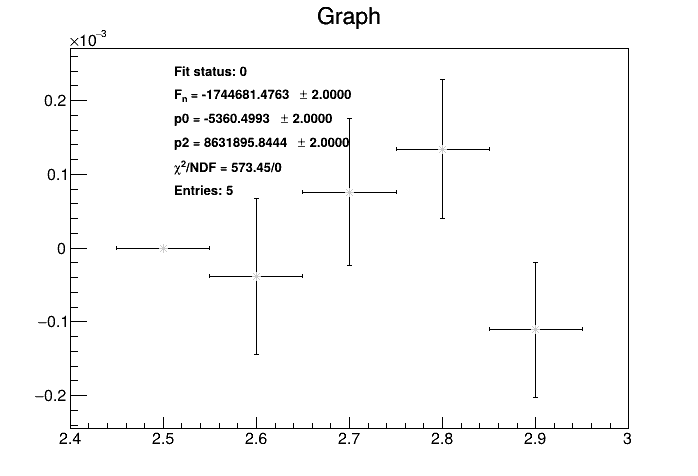 Graph
×10⁻³
Fit status: 0
Fₙ = -1744681.4763 ± 2.0000
p0 = -5360.4993 ± 2.0000
p2 = 8631895.8444 ± 2.0000
χ²/NDF = 573.45/0
Entries: 5
0.2
0.1
0
−0.1
−0.2
2.4 2.5 2.6 2.7 2.8 2.9 3